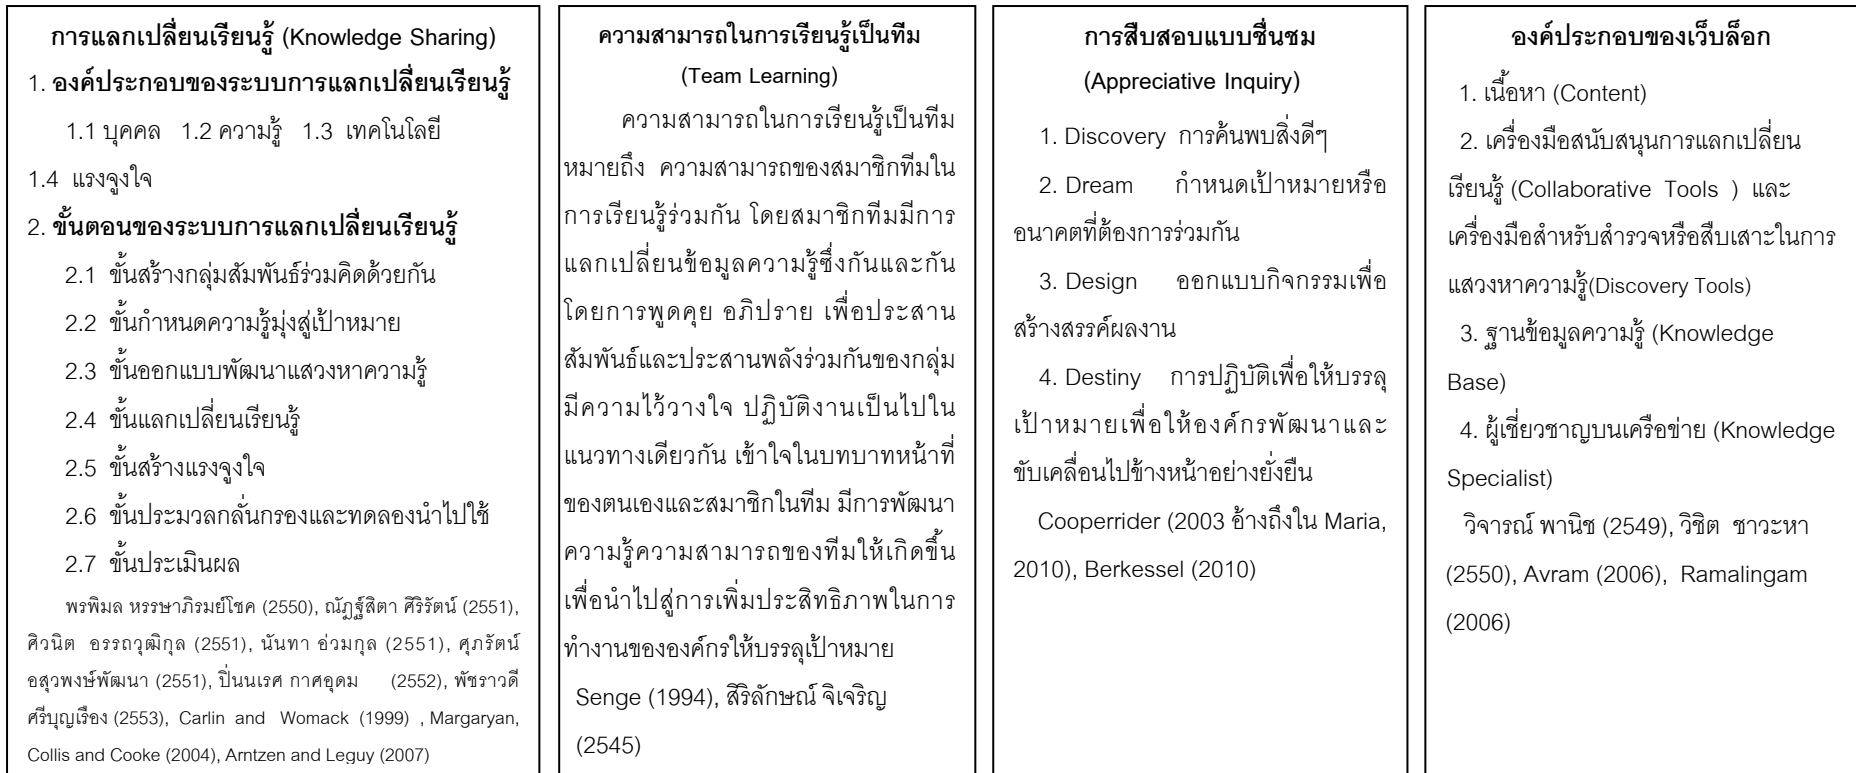 การแลกเปลี่ยนเรียนรู้ (Knowledge Sharing)
1. องค์ประกอบของระบบการแลกเปลี่ยนเรียนรู้
1.1 บุคคล 1.2 ความรู้ 1.3 เทคโนโลยี
1.4 แรงจูงใจ
2. ขั้นตอนของระบบการแลกเปลี่ยนเรียนรู้
2.1 ขั้นสร้างกลุ่มสัมพันธ์ร่วมคิดด้วยกัน
2.2 ขั้นกำหนดความรู้มุ่งสู่เป้าหมาย
2.3 ขั้นออกแบบพัฒนาแสวงหาความรู้
2.4 ขั้นแลกเปลี่ยนเรียนรู้
2.5 ขั้นสร้างแรงจูงใจ
2.6 ขั้นประมวลกลั่นกรองและทดลองนำไปใช้
2.7 ขั้นประเมินผล
พรพิมล หรรษาภิรมย์โชค (2550), ณัฏฐ์สิตา ศิริรัตน์ (2551),
ศิวนิต อรรถวุฒิกุล (2551), นันทา อ่วมกุล (2551), ศุภรัตน์
อสุวพงษ์พัฒนา (2551), ปิ่นนเรศ กาศอุดม (2552), พัชราวดี
ศรีบุญเรือง (2553), Carlin and Womack (1999) , Margaryan,
Collis and Cooke (2004), Arntzen and Leguy (2007)
ความสามารถในการเรียนรู้เป็นทีม
(Team Learning)
ความสามารถในการเรียนรู้เป็นทีม
หมายถึง ความสามารถของสมาชิกทีมใน
การเรียนรู้ร่วมกัน โดยสมาชิกทีมมีการ
แลกเปลี่ยนข้อมูลความรู้ซึ่งกันและกัน
โดยการพูดคุย อภิปราย เพื่อประสาน
สัมพันธ์และประสานพลังร่วมกันของกลุ่ม
มีความไว้วางใจ ปฏิบัติงานเป็นไปใน
แนวทางเดียวกัน เข้าใจในบทบาทหน้าที่
ของตนเองและสมาชิกในทีม มีการพัฒนา
ความรู้ความสามารถของทีมให้เกิดขึ้น
เพื่อนำไปสู่การเพิ่มประสิทธิภาพในการ
ทำงานขององค์กรให้บรรลุเป้าหมาย
Senge (1994), สิริลักษณ์ จิเจริญ
(2545)
การสืบสอบแบบชื่นชม
(Appreciative Inquiry)
1. Discovery การค้นพบสิ่งดีๆ
2. Dream กำหนดเป้าหมายหรือ
อนาคตที่ต้องการร่วมกัน
3. Design ออกแบบกิจกรรมเพื่อ
สร้างสรรค์ผลงาน
4. Destiny การปฏิบัติเพื่อให้บรรลุ
เป้าหมายเพื่อให้องค์กรพัฒนาและ
ขับเคลื่อนไปข้างหน้าอย่างยั่งยืน
Cooperrider (2003 อ้างถึงใน Maria,
2010), Berkessel (2010)
องค์ประกอบของเว็บล็อก
1. เนื้อหา (Content)
2. เครื่องมือสนับสนุนการแลกเปลี่ยน
เรียนรู้ (Collaborative Tools ) และ
เครื่องมือสำหรับสำรวจหรือสืบเสาะในการ
แสวงหาความรู้(Discovery Tools)
3. ฐานข้อมูลความรู้ (Knowledge
Base)
4. ผู้เชี่ยวชาญบนเครือข่าย (Knowledge
Specialist)
วิจารณ์ พานิช (2549), วิชิต ชาวะหา
(2550), Avram (2006), Ramalingam
(2006)